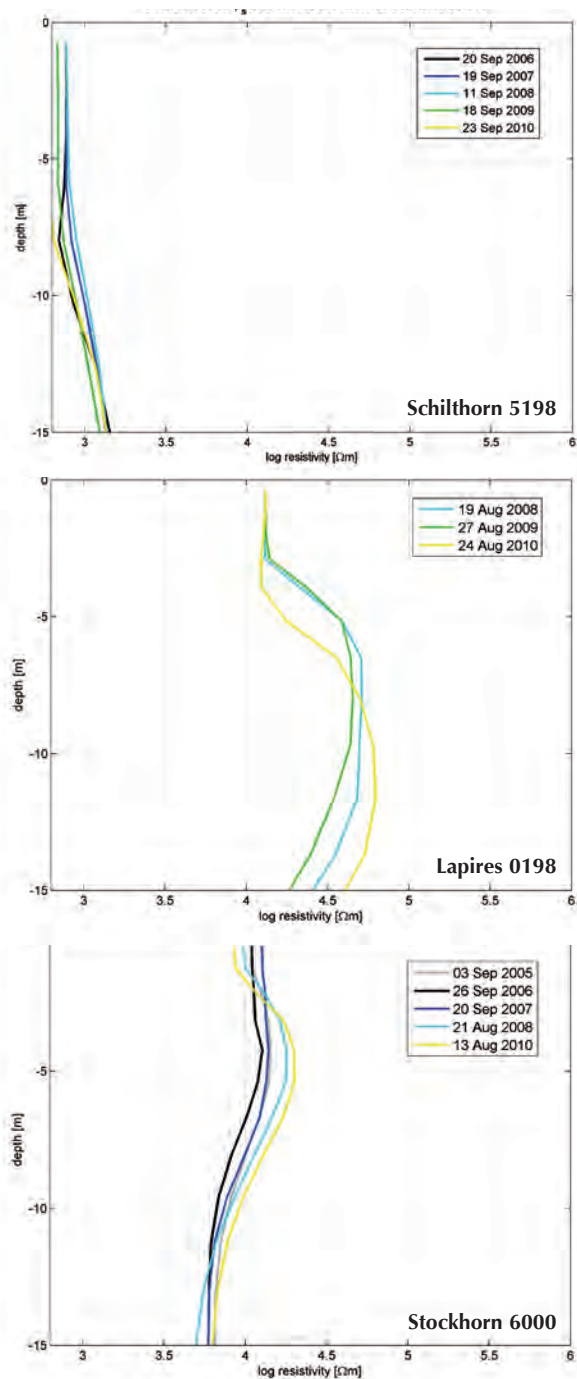 0
20 Sep 2006
19 Sep 2007
11 Sep 2008
18 Sep 2009
23 Sep 2010
-5
depth [m]
-10
Schilthorn 5198
-15
3 3.5 4 4.5 5 5.5 6
log resistivity [Ωm]
0
19 Aug 2008
27 Aug 2009
24 Aug 2010
-5
depth [m]
-10
Lapires 0198
-15
3 3.5 4 4.5 5 5.5 6
log resistivity [Ωm]
03 Sep 2005
26 Sep 2006
20 Sep 2007
21 Aug 2008
13 Aug 2010
-5
depth [m]
-10
Stockhorn 6000
-15
3 3.5 4 4.5 5 5.5 6
log resistivity [Ωm]